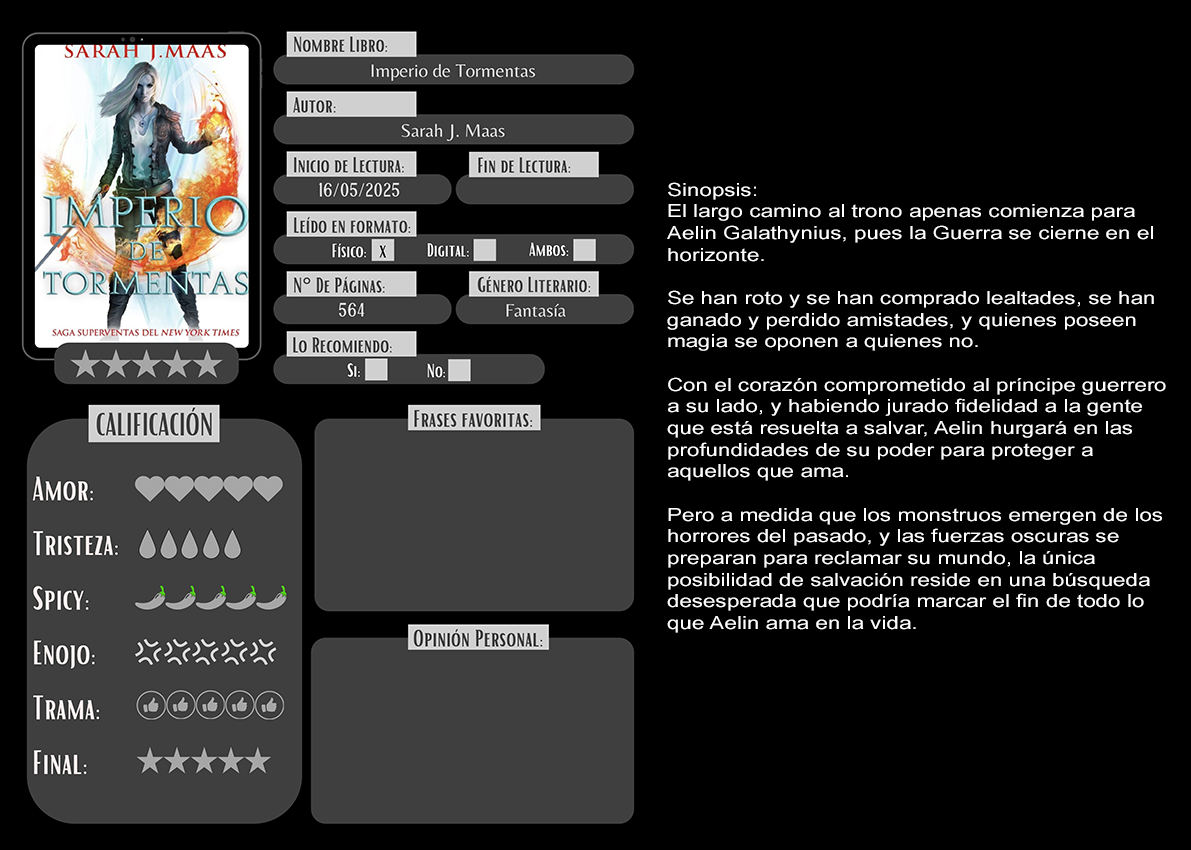 SARAH J. MAAS
IMPERIO
DE
TORMENTAS
SAGA SUPERVENTAS DEL NEW YORK TIMES
Nombre Libro:
Imperio de Tormentas
Autor:
Sarah J. Maas
Inicio de Lectura:
16/05/2025
Fin de Lectura:
Leído en formato:
Físico: X Digital: Ambos:
N° De Páginas:
564
Género Literario:
Fantasía
Lo Recomiendo:
Si: No:
CALIFICACIÓN
Amor:
Tristeza:
Spicy:
Enojo:
Trama:
Final:
Frases favoritas:
Opinión Personal:
Sinopsis:
El largo camino al trono apenas comienza para
Aelin Galathynius, pues la Guerra se cierne en el
horizonte.
Se han roto y se han comprado lealtades, se han
ganado y perdido amistades, y quienes poseen
magia se oponen a quienes no.
Con el corazón comprometido al príncipe guerrero
a su lado, y habiendo jurado fidelidad a la gente
que está resuelta a salvar, Aelin hurgará en las
profundidades de su poder para proteger a
aquellos que ama.
Pero a medida que los monstruos emergen de los
horrores del pasado, y las fuerzas oscuras se
preparan para reclamar su mundo, la única
posibilidad de salvación reside en una búsqueda
desesperada que podría marcar el fin de todo lo
que Aelin ama en la vida.